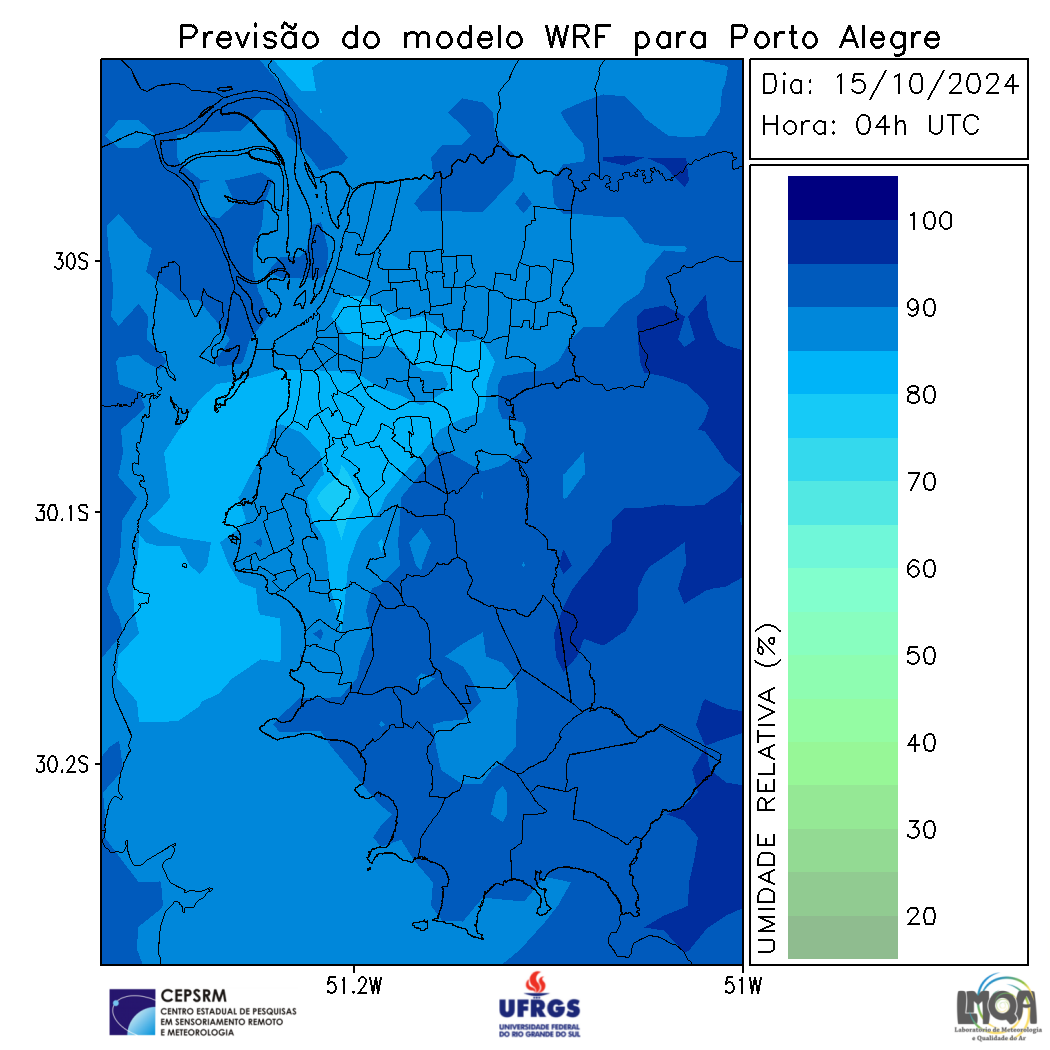 Previsão do modelo WRF para Porto Alegre
Dia: 15/10/2024
Hora: 04h UTC
30S
30.1S
30.2S
51.2W
51W
100
90
80
70
60
50
40
30
20
UMIDADE RELATIVA (%)
CEPSRM
CENTRO ESTADUAL DE PESQUISAS
EM SENSORIAMENTO REMOTO
E METEOROLOGIA
UFRGS
UNIVERSIDADE FEDERAL
DO RIO GRANDE DO SUL
LMQA
Laboratório de Meteorologia
e Qualidade do Ar